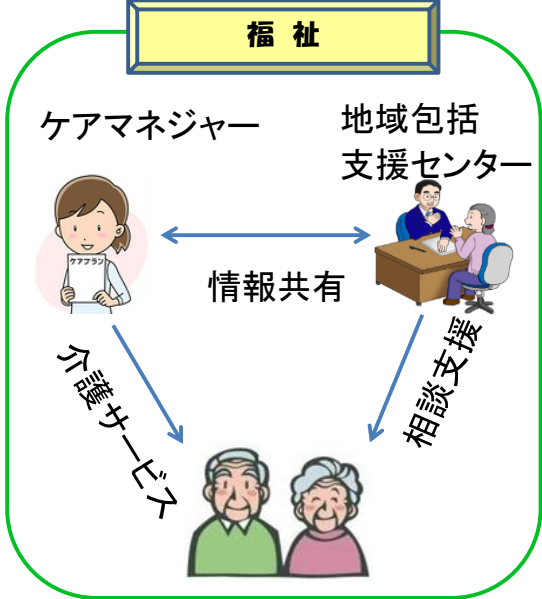 福祉
ケアマネジャー
地域包括
支援センター
ケアプラン
情報共有
介護サービス
相談支援